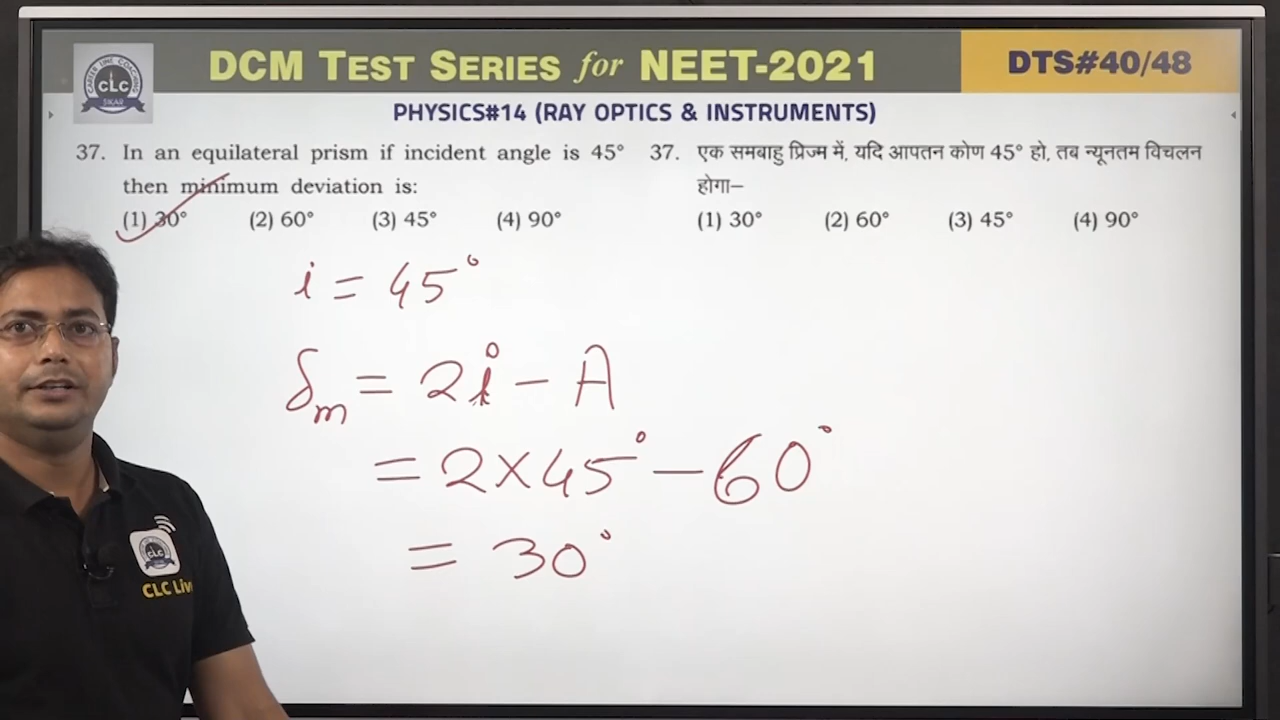 DCM TEST SERIES for NEET-2021
DTS#40/48
CLC
SIKAR
PHYSICS#14 (RAY OPTICS & INSTRUMENTS)
37. In an equilateral prism if incident angle is 45°
then minimum deviation is:
(1) 30° (2) 60° (3) 45° (4) 90°
37. एक समबाहु प्रिज्म में, यदि आपतन कोण 45° हो, तब न्यूनतम विचलन
होगा–
(1) 30° (2) 60° (3) 45° (4) 90°
i = 45°
δm = 2i – A
= 2×45° – 60°
= 30°
CLC
CLC Liv